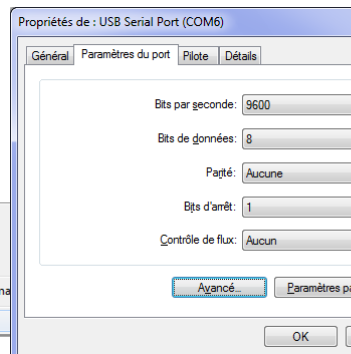 Propriétés de : USB Serial Port (COM6)
Général Paramètres du port Pilote Détails
Bits par seconde: 9600
Bits de données: 8
Parité: Aucune
Bits d'arrêt: 1
Contrôle de flux: Aucun
Avancé... Paramètres
OK